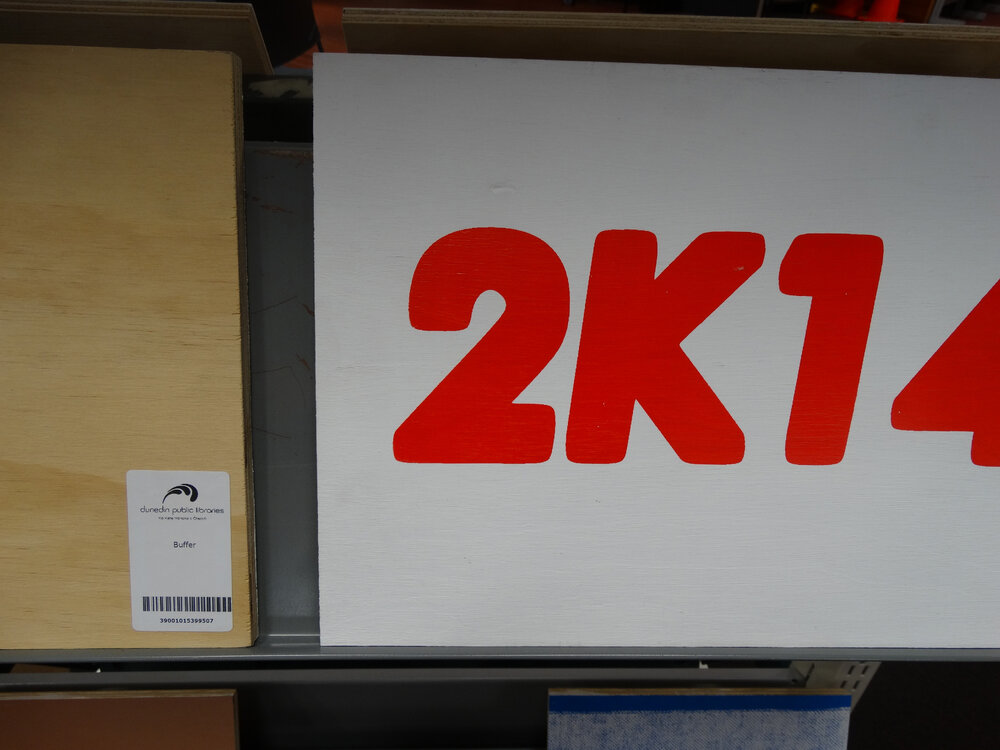 2K14
dunedin public libraries
Buffer
39001015399507